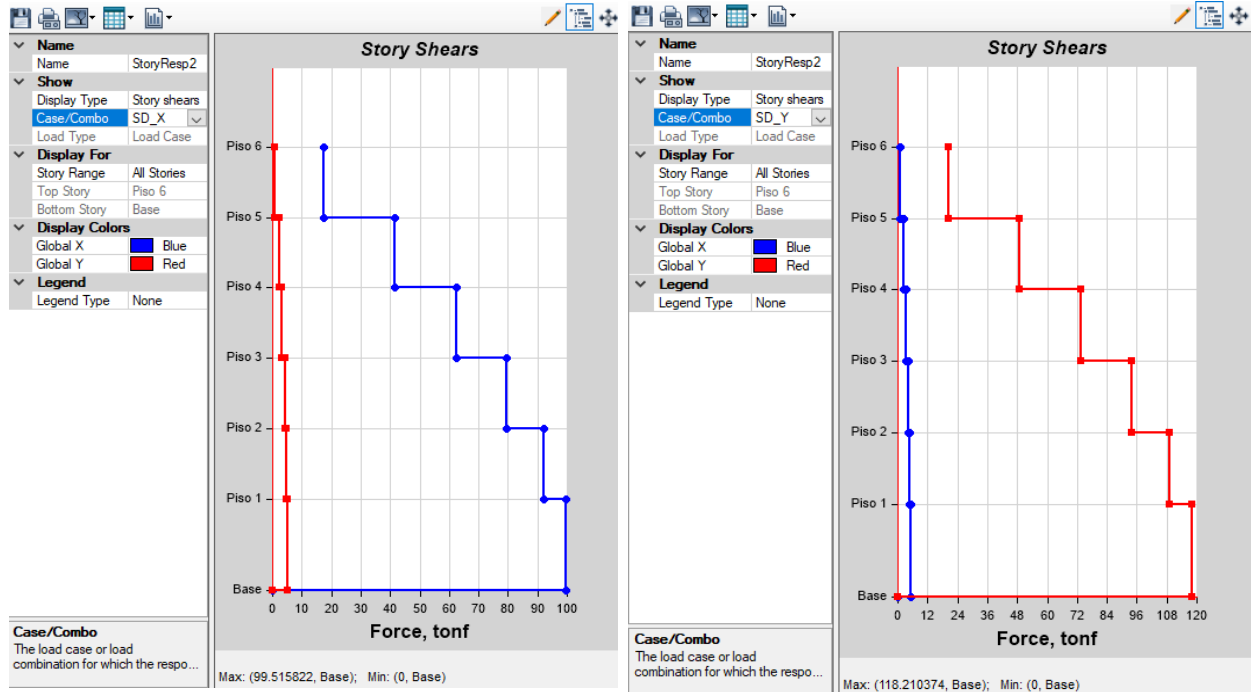 Name
Name StoryResp2
Show
Display Type Story shears
Case/Combo SD_X
Load Type Load Case
Display For
Story Range All Stories
Top Story Piso 6
Bottom Story Base
Display Colors
Global X Blue
Global Y Red
Legend
Legend Type None
Case/Combo
The load case or load
combination for which the respo...
Story Shears
Piso 6
Piso 5
Piso 4
Piso 3
Piso 2
Piso 1
Base
0 10 20 30 40 50 60 70 80 90 100
Force, tonf
Max: (99.515822, Base); Min: (0, Base)
Name
Name StoryResp2
Show
Display Type Story shears
Case/Combo SD_Y
Load Type Load Case
Display For
Story Range All Stories
Top Story Piso 6
Bottom Story Base
Display Colors
Global X Blue
Global Y Red
Legend
Legend Type None
Case/Combo
The load case or load
combination for which the respo...
Story Shears
Piso 6
Piso 5
Piso 4
Piso 3
Piso 2
Piso 1
Base
0 12 24 36 48 60 72 84 96 108 120
Force, tonf
Max: (118.210374, Base); Min: (0, Base)